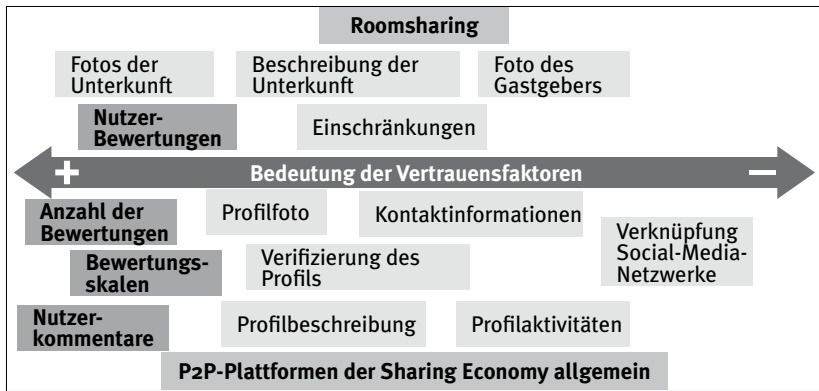 Roomsharing
Fotos der
Unterkunft
Beschreibung der
Unterkunft
Foto des
Gastgebers
Nutzer-
Bewertungen
Einschränkungen
+ Bedeutung der Vertrauensfaktoren –
Anzahl der
Bewertungen
Profilfoto
Kontaktinformationen
Verknüpfung
Social-Media-
Netzwerke
Bewertungs-
skalen
Verifizierung des
Profils
Nutzer-
kommentare
Profilbeschreibung
Profilaktivitäten
P2P-Plattformen der Sharing Economy allgemein